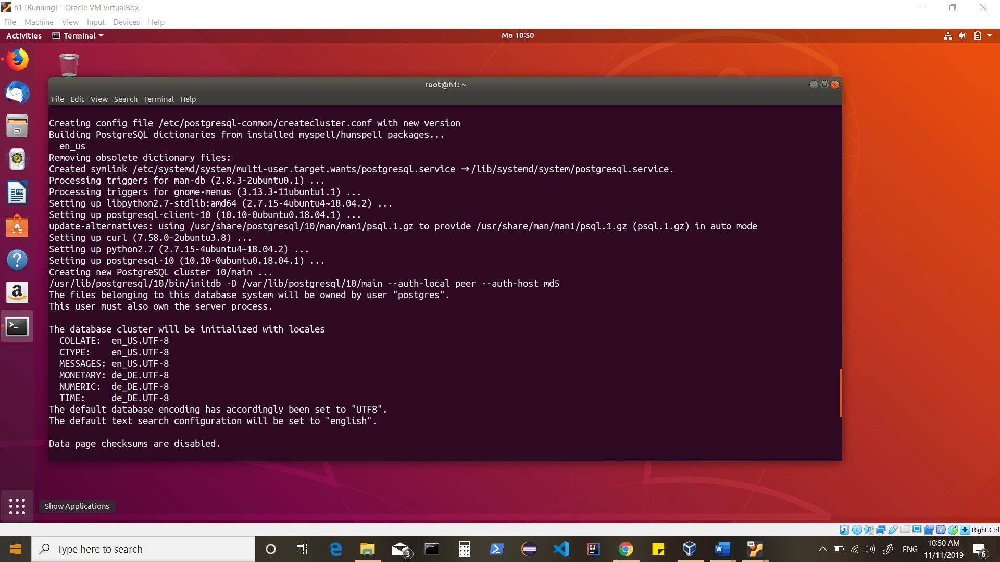 h1 [Running] - Oracle VM VirtualBox
File Machine View Input Devices Help
Activities Terminal Mo 10:50
root@h1: ~
File Edit View Search Terminal Help
Creating config file /etc/postgresql-common/createcluster.conf with new version
Building PostgreSQL dictionaries from installed myspell/hunspell packages...
en_us
Removing obsolete dictionary files:
Created symlink /etc/systemd/system/multi-user.target.wants/postgresql.service → /lib/systemd/system/postgresql.service.
Processing triggers for man-db (2.8.3-2ubuntu0.1) ...
Processing triggers for gnome-menus (3.13.3-11ubuntu1.1) ...
Setting up libpython2.7-stdlib:amd64 (2.7.15-4ubuntu4~18.04.2) ...
Setting up postgresql-client-10 (10.10-0ubuntu0.18.04.1) ...
update-alternatives: using /usr/share/postgresql/10/man/man1/psql.1.gz to provide /usr/share/man/man1/psql.1.gz (psql.1.gz) in auto mode
Setting up curl (7.58.0-2ubuntu3.8) ...
Setting up python2.7 (2.7.15-4ubuntu4~18.04.2) ...
Setting up postgresql-10 (10.10-0ubuntu0.18.04.1) ...
Creating new PostgreSQL cluster 10/main ...
/usr/lib/postgresql/10/bin/initdb -D /var/lib/postgresql/10/main --auth-local peer --auth-host md5
The files belonging to this database system will be owned by user "postgres".
This user must also own the server process.
The database cluster will be initialized with locales
COLLATE: en_US.UTF-8
CTYPE: en_US.UTF-8
MESSAGES: en_US.UTF-8
MONETARY: de_DE.UTF-8
NUMERIC: de_DE.UTF-8
TIME: de_DE.UTF-8
The default database encoding has accordingly been set to "UTF8".
The default text search configuration will be set to "english".
Data page checksums are disabled.
Show Applications
Right Ctrl
Type here to search
3
ENG
10:50 AM
11/11/2019
6